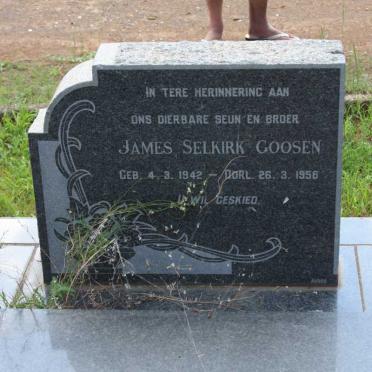 IN TERE HERINNERING AAN
ONS DIERBARE SEUN EN BROER
JAMES SELKIRK GOOSEN
GEB. 4. 3. 1942 – OORL. 26. 3. 1956
U WIL GESKIED.